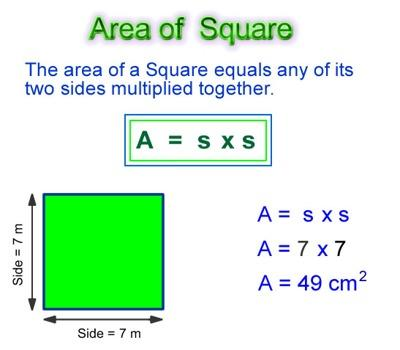 Area of Square
The area of a Square equals any of its
two sides multiplied together.
A = s x s
Side = 7 m
Side = 7 m
A = s x s
A = 7 x 7
A = 49 cm²